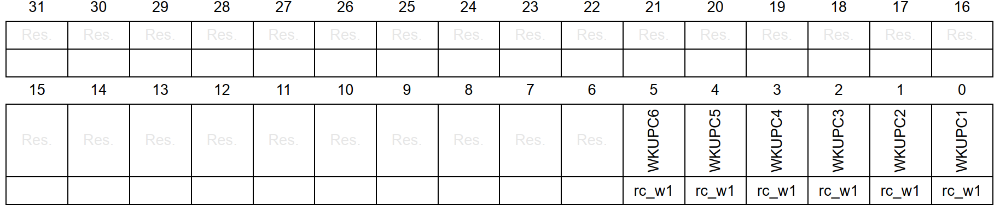 31 30 29 28 27 26 25 24 23 22 21 20 19 18 17 16
Res. Res. Res. Res. Res. Res. Res. Res. Res. Res. Res. Res. Res. Res. Res. Res.
15 14 13 12 11 10 9 8 7 6 5 4 3 2 1 0
Res. Res. Res. Res. Res. Res. Res. Res. Res. Res. WKUPC6 WKUPC5 WKUPC4 WKUPC3 WKUPC2 WKUPC1
rc_w1 rc_w1 rc_w1 rc_w1 rc_w1 rc_w1